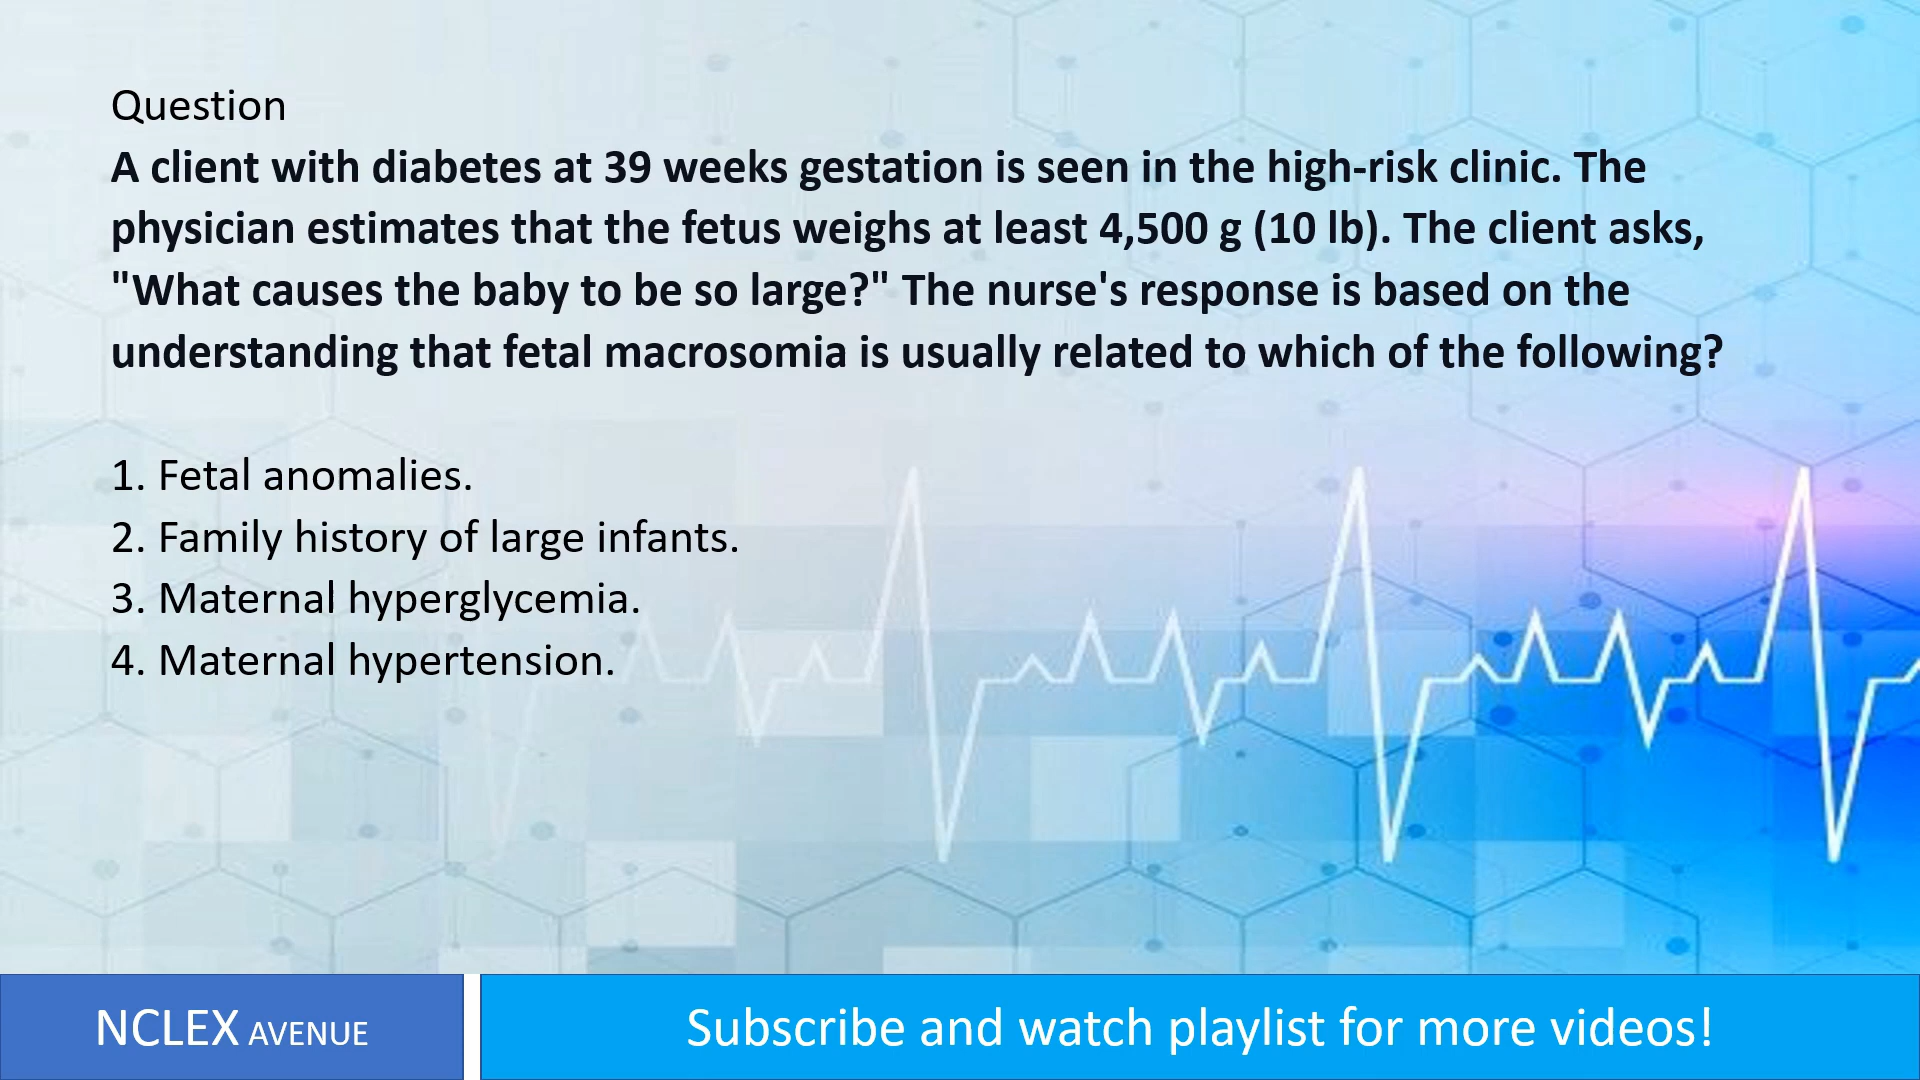 Question
A client with diabetes at 39 weeks gestation is seen in the high-risk clinic. The
physician estimates that the fetus weighs at least 4,500 g (10 lb). The client asks,
"What causes the baby to be so large?" The nurse's response is based on the
understanding that fetal macrosomia is usually related to which of the following?
1. Fetal anomalies.
2. Family history of large infants.
3. Maternal hyperglycemia.
4. Maternal hypertension.
NCLEX AVENUE
Subscribe and watch playlist for more videos!